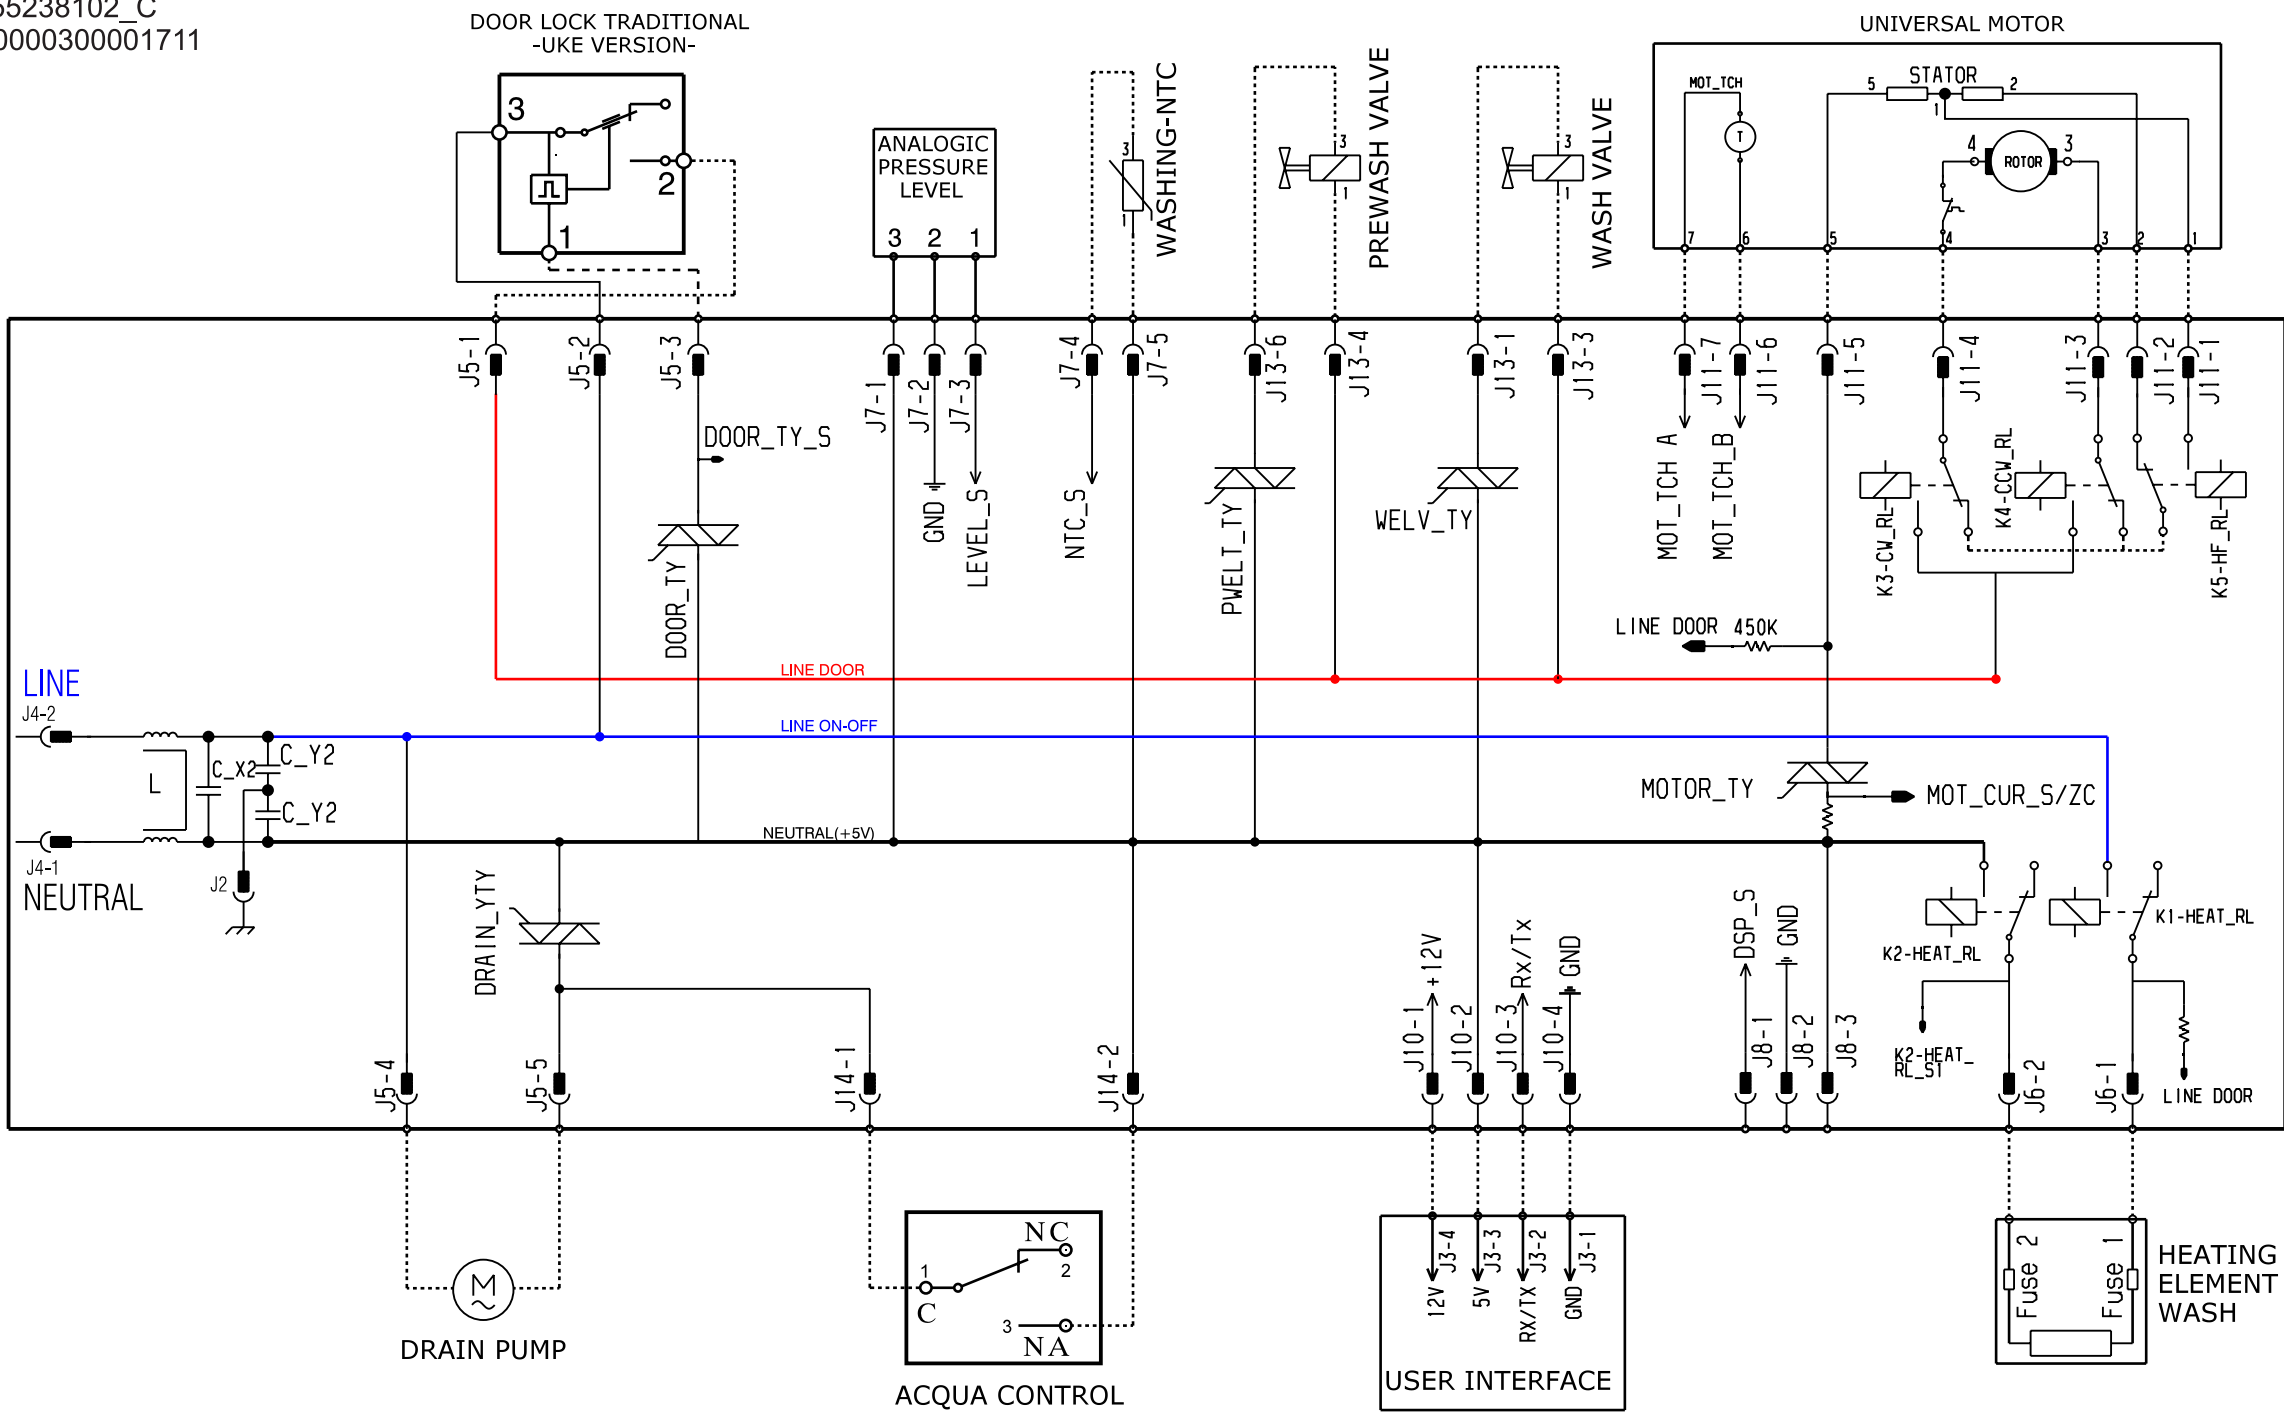 55238102_C
0000300001711
DOOR LOCK TRADITIONAL
-UKE VERSION-
3
2
1
ANALOGIC
PRESSURE
LEVEL
3 2 1
WASHING-NTC
3
1
PREWASH VALVE
3
1
WASH VALVE
3
1
UNIVERSAL MOTOR
MOT_TCH
T
5
STATOR
2
1
4
ROTOR
3
7
6
5
4
3
2
1
J5-1
J5-2
J5-3
J7-1
J7-2
J7-3
J7-4
J7-5
J13-6
J13-4
J13-1
J13-3
J11-7
J11-6
J11-5
J11-4
J11-3
J11-2
J11-1
DOOR_TY_S
DOOR_TY
GND
LEVEL_S
NTC_S
PWELT_TY
WELV_TY
MOT_TCH A
MOT_TCH_B
K3-CW_RL
K4-CCW_RL
K5-HF_RL
LINE DOOR 450K
LINE DOOR
LINE
J4-2
LINE ON-OFF
L
C_X2
C_Y2
C_Y2
MOTOR_TY
MOT_CUR_S/ZC
NEUTRAL(+5V)
J4-1
NEUTRAL
J2
DRAIN_YTY
K2-HEAT_RL
K1-HEAT_RL
K2-HEAT_
RL_S1
LINE DOOR
+12V
Rx/Tx
GND
DSP_S
GND
J5-4
J5-5
J14-1
J14-2
J10-1
J10-2
J10-3
J10-4
J8-1
J8-2
J8-3
J6-2
J6-1
M
DRAIN PUMP
NC
2
1
C
3
NA
ACQUA CONTROL
J3-4
J3-3
J3-2
J3-1
12V
5V
RX/TX
GND
USER INTERFACE
Fuse 2
Fuse 1
HEATING
ELEMENT
WASH